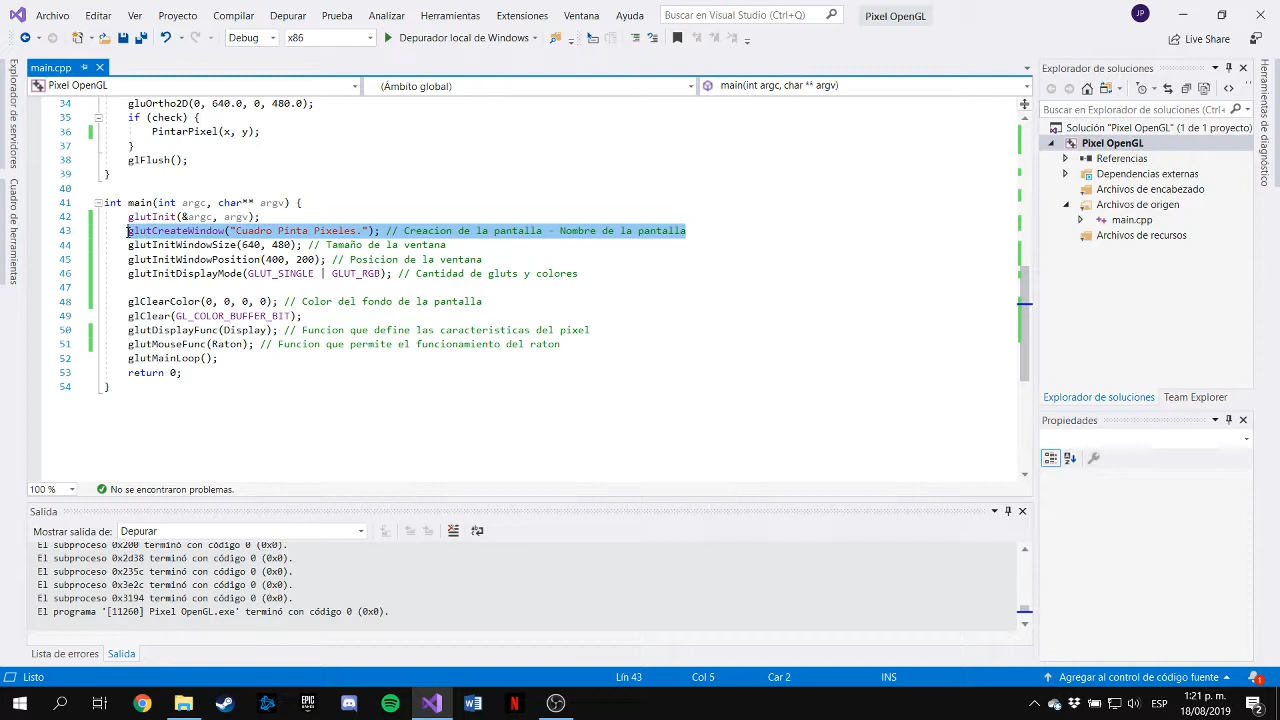 Archivo Editar Ver Proyecto Compilar Depurar Prueba Analizar Herramientas Extensiones Ventana Ayuda Buscar en Visual Studio (Ctrl+Q) Pixel OpenGL JP
Debug x86 Depurador local de Windows Live Share
main.cpp
Pixel OpenGL (Ámbito global) main(int argc, char ** argv)
34 gluOrtho2D(0, 640.0, 0, 480.0);
35 if (check) {
36 PintarPixel(x, y);
37 }
38 glFlush();
39 }
40
41 int main(int argc, char** argv) {
42 glutInit(&argc, argv);
43 glutCreateWindow("Cuadro Pinta Pixeles."); // Creacion de la pantalla - Nombre de la pantalla
44 glutInitWindowSize(640, 480); // Tamaño de la ventana
45 glutInitWindowPosition(400, 200); // Posicion de la ventana
46 glutInitDisplayMode(GLUT_SINGLE | GLUT_RGB); // Cantidad de gluts y colores
47
48 glClearColor(0, 0, 0, 0); // Color del fondo de la pantalla
49 glClear(GL_COLOR_BUFFER_BIT);
50 glutDisplayFunc(Display); // Funcion que define las caracteristicas del pixel
51 glutMouseFunc(Raton); // Funcion que permite el funcionamiento del raton
52 glutMainLoop();
53 return 0;
54 }
100 % No se encontraron problemas.
Salida
Mostrar salida de: Depurar
El subproceso 0x200 terminó con código 0 (0x0).
El subproceso 0x2d38 terminó con código 0 (0x0).
El subproceso 0x235c terminó con código 0 (0x0).
El subproceso 0x3e2c terminó con código 0 (0x0).
El subproceso 0x3194 terminó con código 0 (0x0).
El programa '[11260] Pixel OpenGL.exe' terminó con código 0 (0x0).
Lista de errores Salida
Explorador de servidores
Cuadro de herramientas
Explorador de soluciones
Buscar en Explorador de soluciones (Ctrl+
Solución "Pixel OpenGL" (1 de 1 proyecto)
Pixel OpenGL
Referencias
Dependencias externas
Archivos de encabezado
Archivos de origen
main.cpp
Archivos de recursos
Explorador de soluciones Team Explorer
Propiedades
Herramientas de diagnóstico
Listo Lín 43 Col 5 Car 2 INS Agregar al control de código fuente 1
EPIC GAMES
ESP
1:21 p. m.
18/08/2019
2